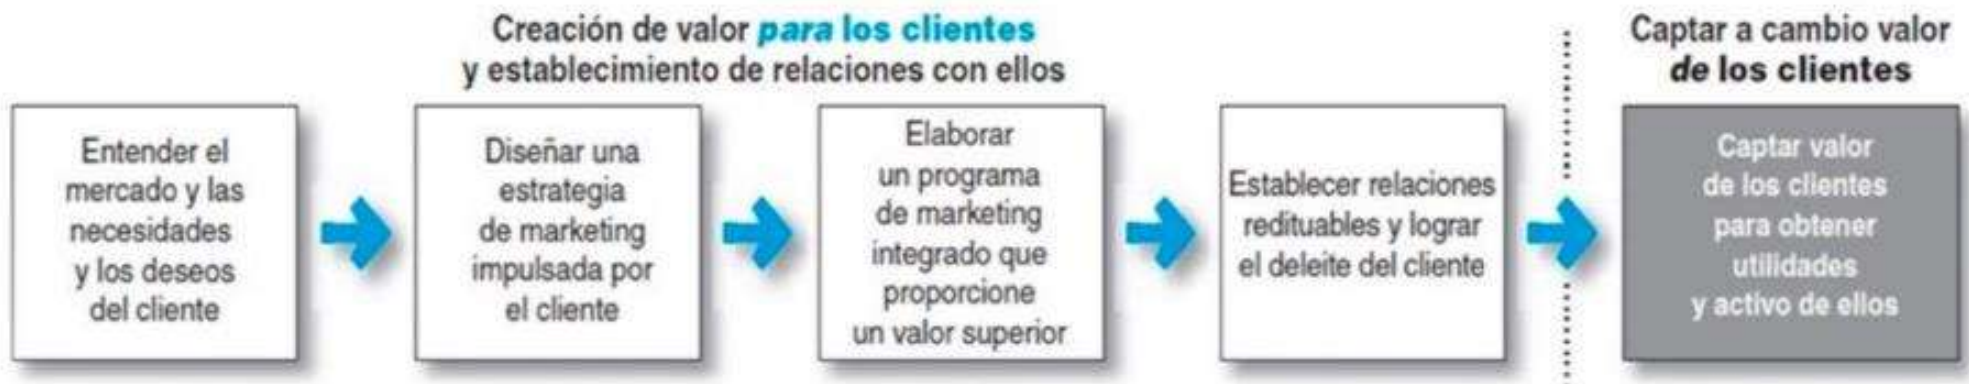 Creación de valor para los clientes
y establecimiento de relaciones con ellos
Captar a cambio valor
de los clientes
Entender el
mercado y las
necesidades
y los deseos
del cliente
Diseñar una
estrategia
de marketing
impulsada por
el cliente
Elaborar
un programa
de marketing
integrado que
proporcione
un valor superior
Establecer relaciones
redituables y lograr
el deleite del cliente
Captar valor
de los clientes
para obtener
utilidades
y activo de ellos